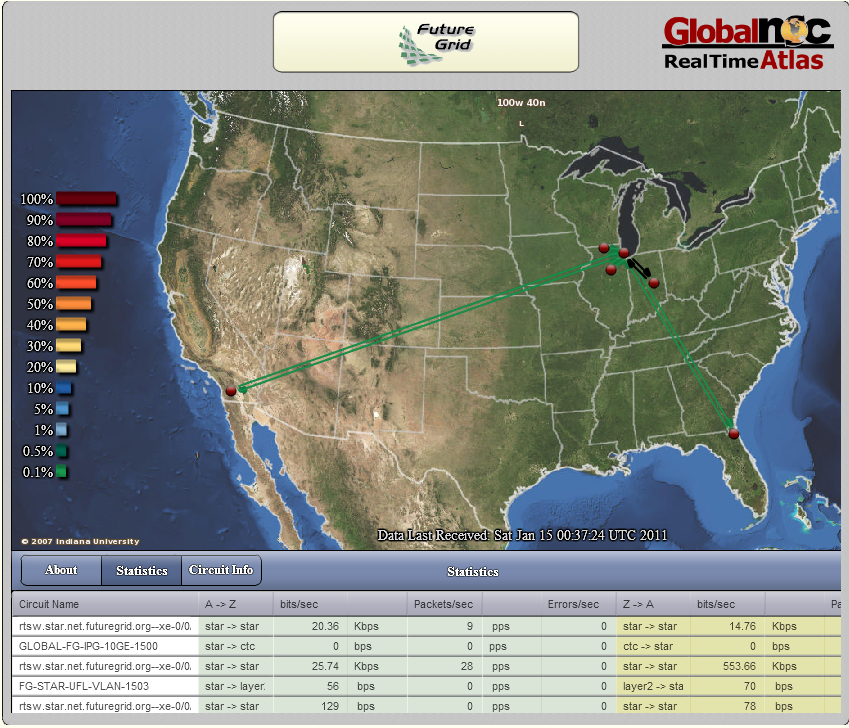 Future
Grid
Globalnoc
RealTimeAtlas
100w 40n
L
100%
90%
80%
70%
60%
50%
40%
30%
20%
10%
5%
1%
0.5%
0.1%
© 2007 Indiana University
Data Last Received: Sat Jan 15 00:37:24 UTC 2011
About Statistics Circuit Info Statistics
Circuit Name A -> Z bits/sec Packets/sec Errors/sec Z -> A bits/sec Pa
rtsw.star.net.futuregrid.org--xe-0/0. star -> star 20.36 Kbps 9 pps 0 star -> star 14.76 Kbps
GLOBAL-FG-IPG-10GE-1500 star -> ctc 0 bps 0 pps 0 ctc -> star 0 bps
rtsw.star.net.futuregrid.org--xe-0/0. star -> star 25.74 Kbps 28 pps 0 star -> star 553.66 Kbps
FG-STAR-UFL-VLAN-1503 star -> layer. 56 bps 0 pps 0 layer2 -> sta 70 bps
rtsw.star.net.futuregrid.org--xe-0/0. star -> star 129 bps 0 pps 0 star -> star 78 bps